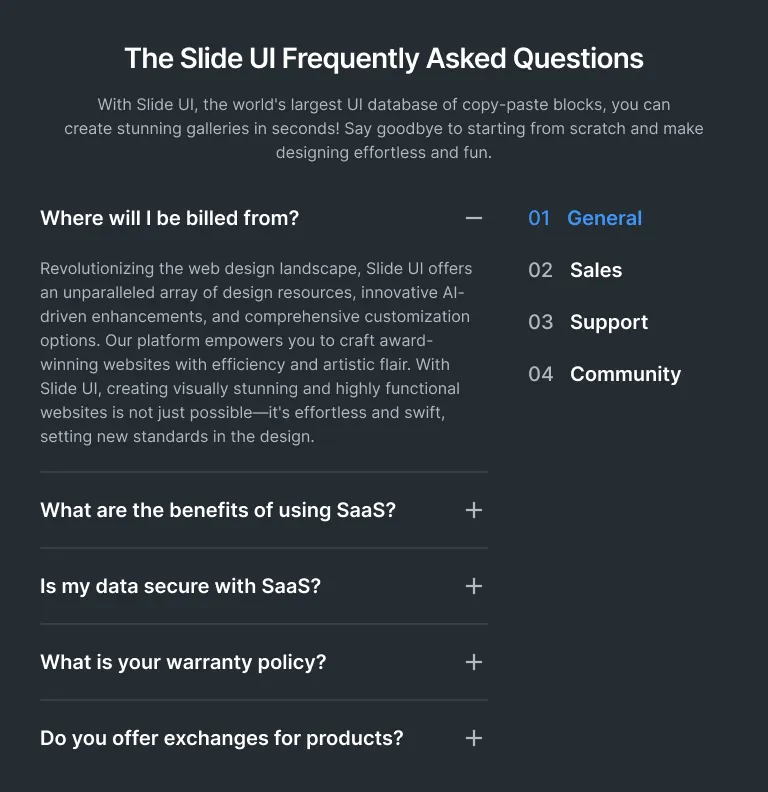 The Slide UI Frequently Asked Questions
With Slide UI, the world's largest UI database of copy-paste blocks, you can
create stunning galleries in seconds! Say goodbye to starting from scratch and make
designing effortless and fun.
Where will I be billed from?
Revolutionizing the web design landscape, Slide UI offers
an unparalleled array of design resources, innovative AI-
driven enhancements, and comprehensive customization
options. Our platform empowers you to craft award-
winning websites with efficiency and artistic flair. With
Slide UI, creating visually stunning and highly functional
websites is not just possible—it's effortless and swift,
setting new standards in the design.
What are the benefits of using SaaS?
Is my data secure with SaaS?
What is your warranty policy?
Do you offer exchanges for products?
01 General
02 Sales
03 Support
04 Community